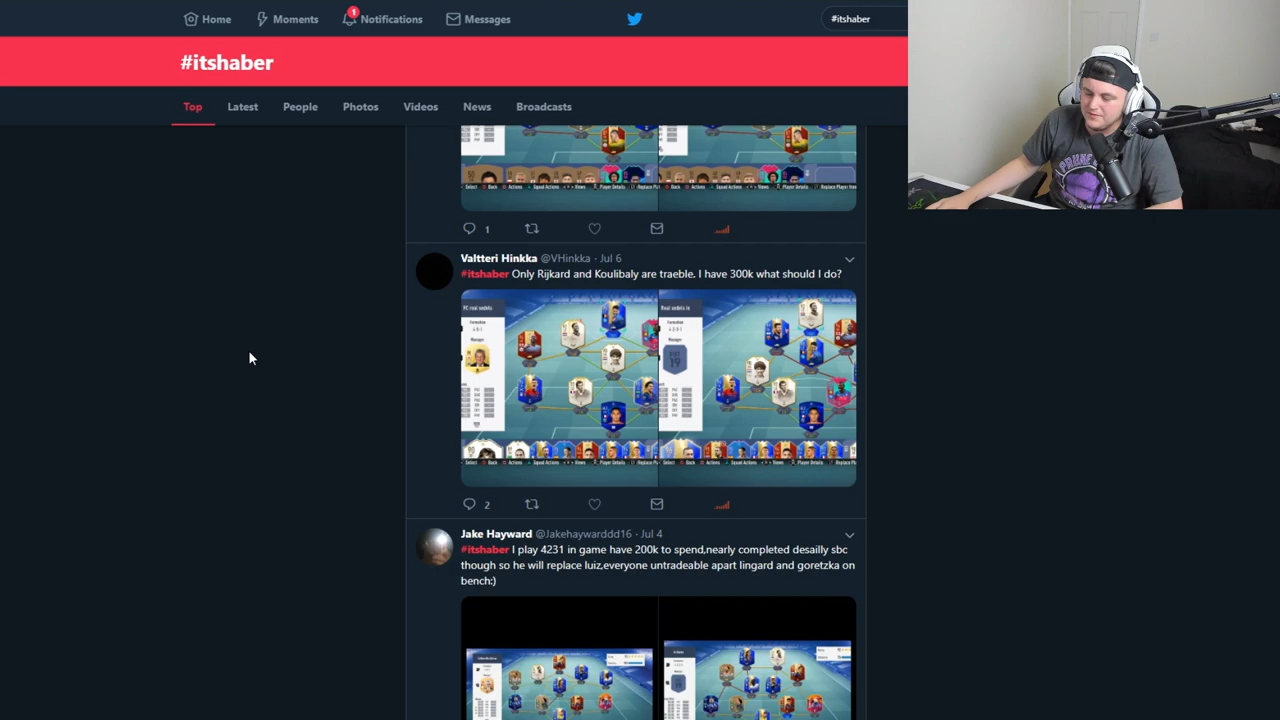 Home
Moments
1
Notifications
Messages
#itshaber
#itshaber
Top
Latest
People
Photos
Videos
News
Broadcasts
1
Valtteri Hinkka @VHinkka · Jul 6
#itshaber Only Rijkard and Koulibaly are traeble. I have 300k what should I do?
2
Jake Hayward @Jakehaywarddd16 · Jul 4
#itshaber I play 4231 in game have 200k to spend,nearly completed desailly sbc
though so he will replace luiz,everyone untradeable apart lingard and goretzka on
bench:)